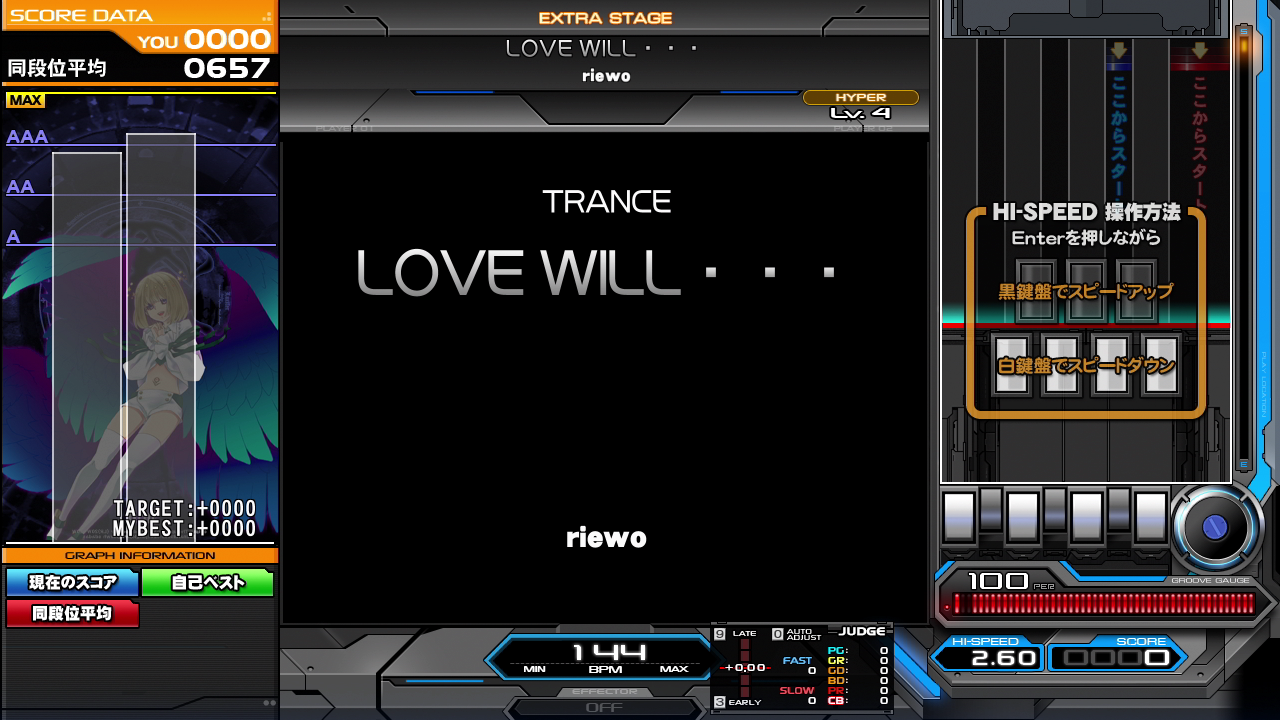 SCORE DATA
YOU 0000
同段位平均 0657
MAX
AAA
AA
A
TARGET:+0000
MYBEST:+0000
GRAPH INFORMATION
現在のスコア
自己ベスト
同段位平均
EXTRA STAGE
LOVE WILL・・・
riewo
HYPER
Lv. 4
PLAYER 01
PLAYER 02
TRANCE
LOVE WILL・・・
riewo
144
MIN BPM MAX
EFFECTOR
OFF
9 LATE
0 AUTO ADJUST
JUDGE
+0.00
FAST
0
SLOW
0
3 EARLY
PG: 0
GR: 0
GD: 0
BD: 0
PR: 0
CB: 0
ここからスタート
ここからスタート
HI-SPEED 操作方法
Enterを押しながら
黒鍵盤でスピードアップ
白鍵盤でスピードダウン
100 PER
GROOVE GAUGE
HI-SPEED
2.60
SCORE
0000